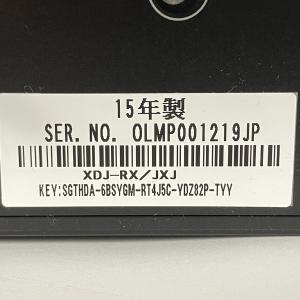 15年製
SER. NO. OLMP001219JP
XDJ-RX/JXJ
KEY:SGTHDA-6BSYGM-RT4J5C-YDZ82P-TYY